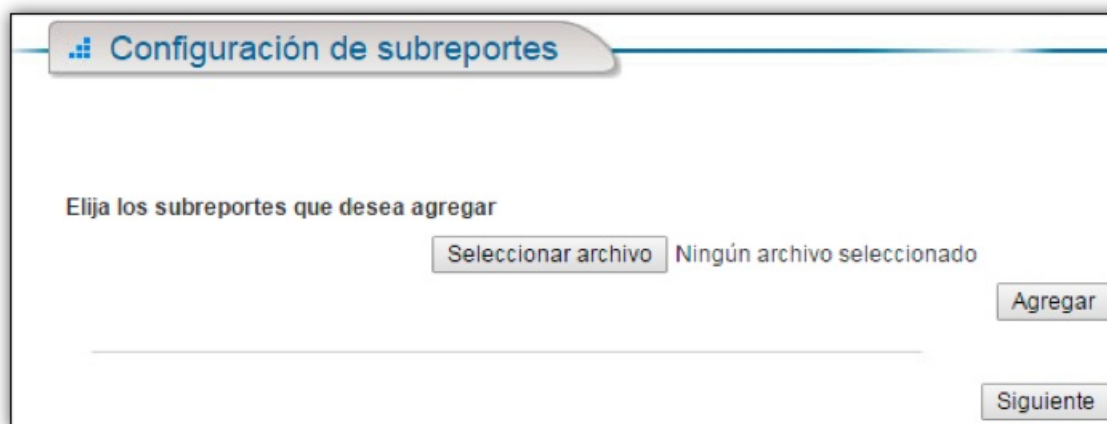 Configuración de subreportes
Elija los subreportes que desea agregar
Seleccionar archivo Ningún archivo seleccionado
Agregar
Siguiente